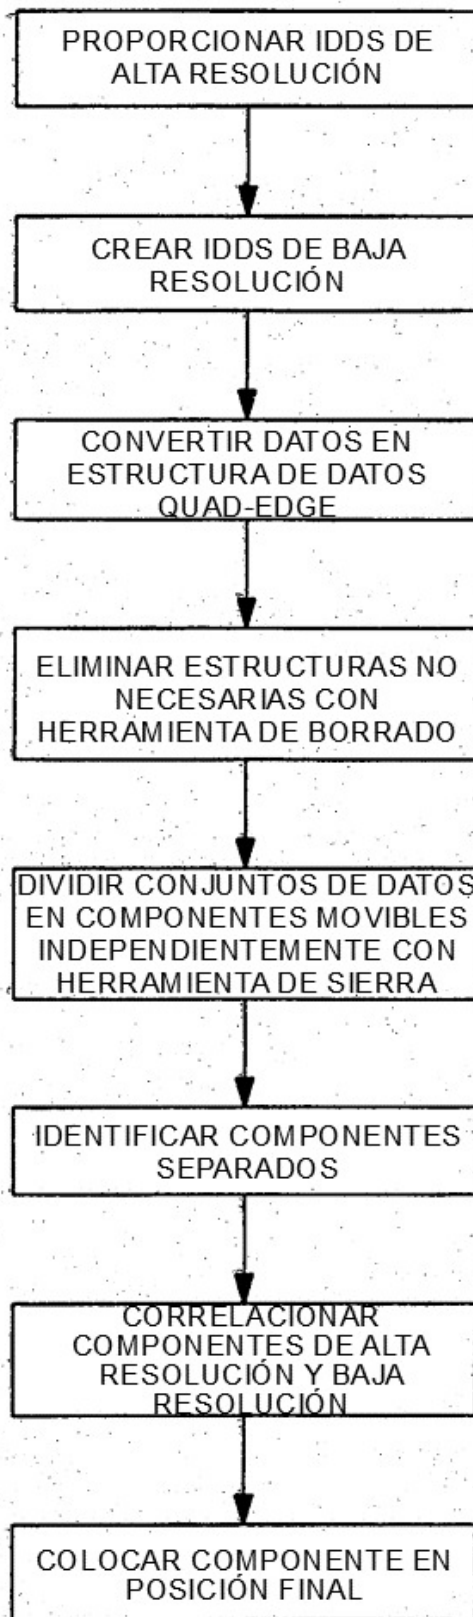 PROPORCIONAR IDDS DE
ALTA RESOLUCIÓN
CREAR IDDS DE BAJA
RESOLUCIÓN
CONVERTIR DATOS EN
ESTRUCTURA DE DATOS
QUAD-EDGE
ELIMINAR ESTRUCTURAS NO
NECESARIAS CON
HERRAMIENTA DE BORRADO
DIVIDIR CONJUNTOS DE DATOS
EN COMPONENTES MOVIBLES
INDEPENDIENTEMENTE CON
HERRAMIENTA DE SIERRA
IDENTIFICAR COMPONENTES
SEPARADOS
CORRELACIONAR
COMPONENTES DE ALTA
RESOLUCIÓN Y BAJA
RESOLUCIÓN
COLOCAR COMPONENTE EN
POSICIÓN FINAL